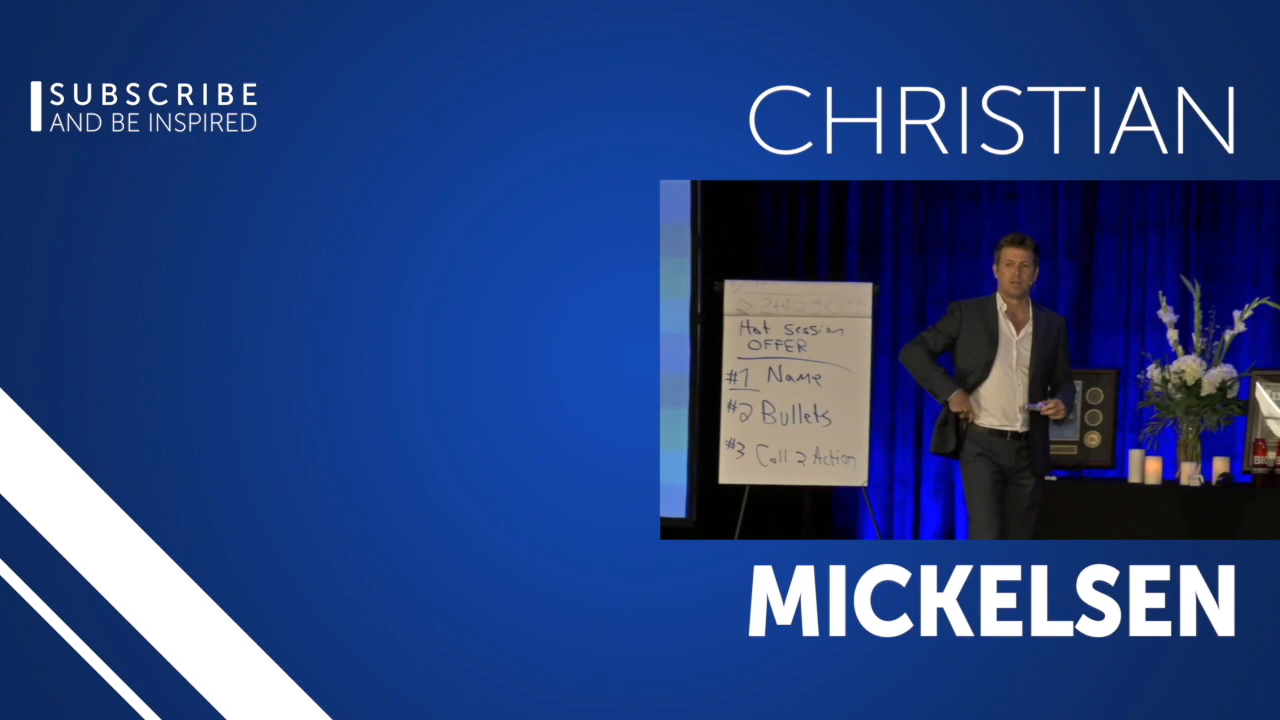 SUBSCRIBE
AND BE INSPIRED
CHRISTIAN
Hot session
OFFER
#1 Name
#2 Bullets
#3 Call 2 Action
MICKELSEN